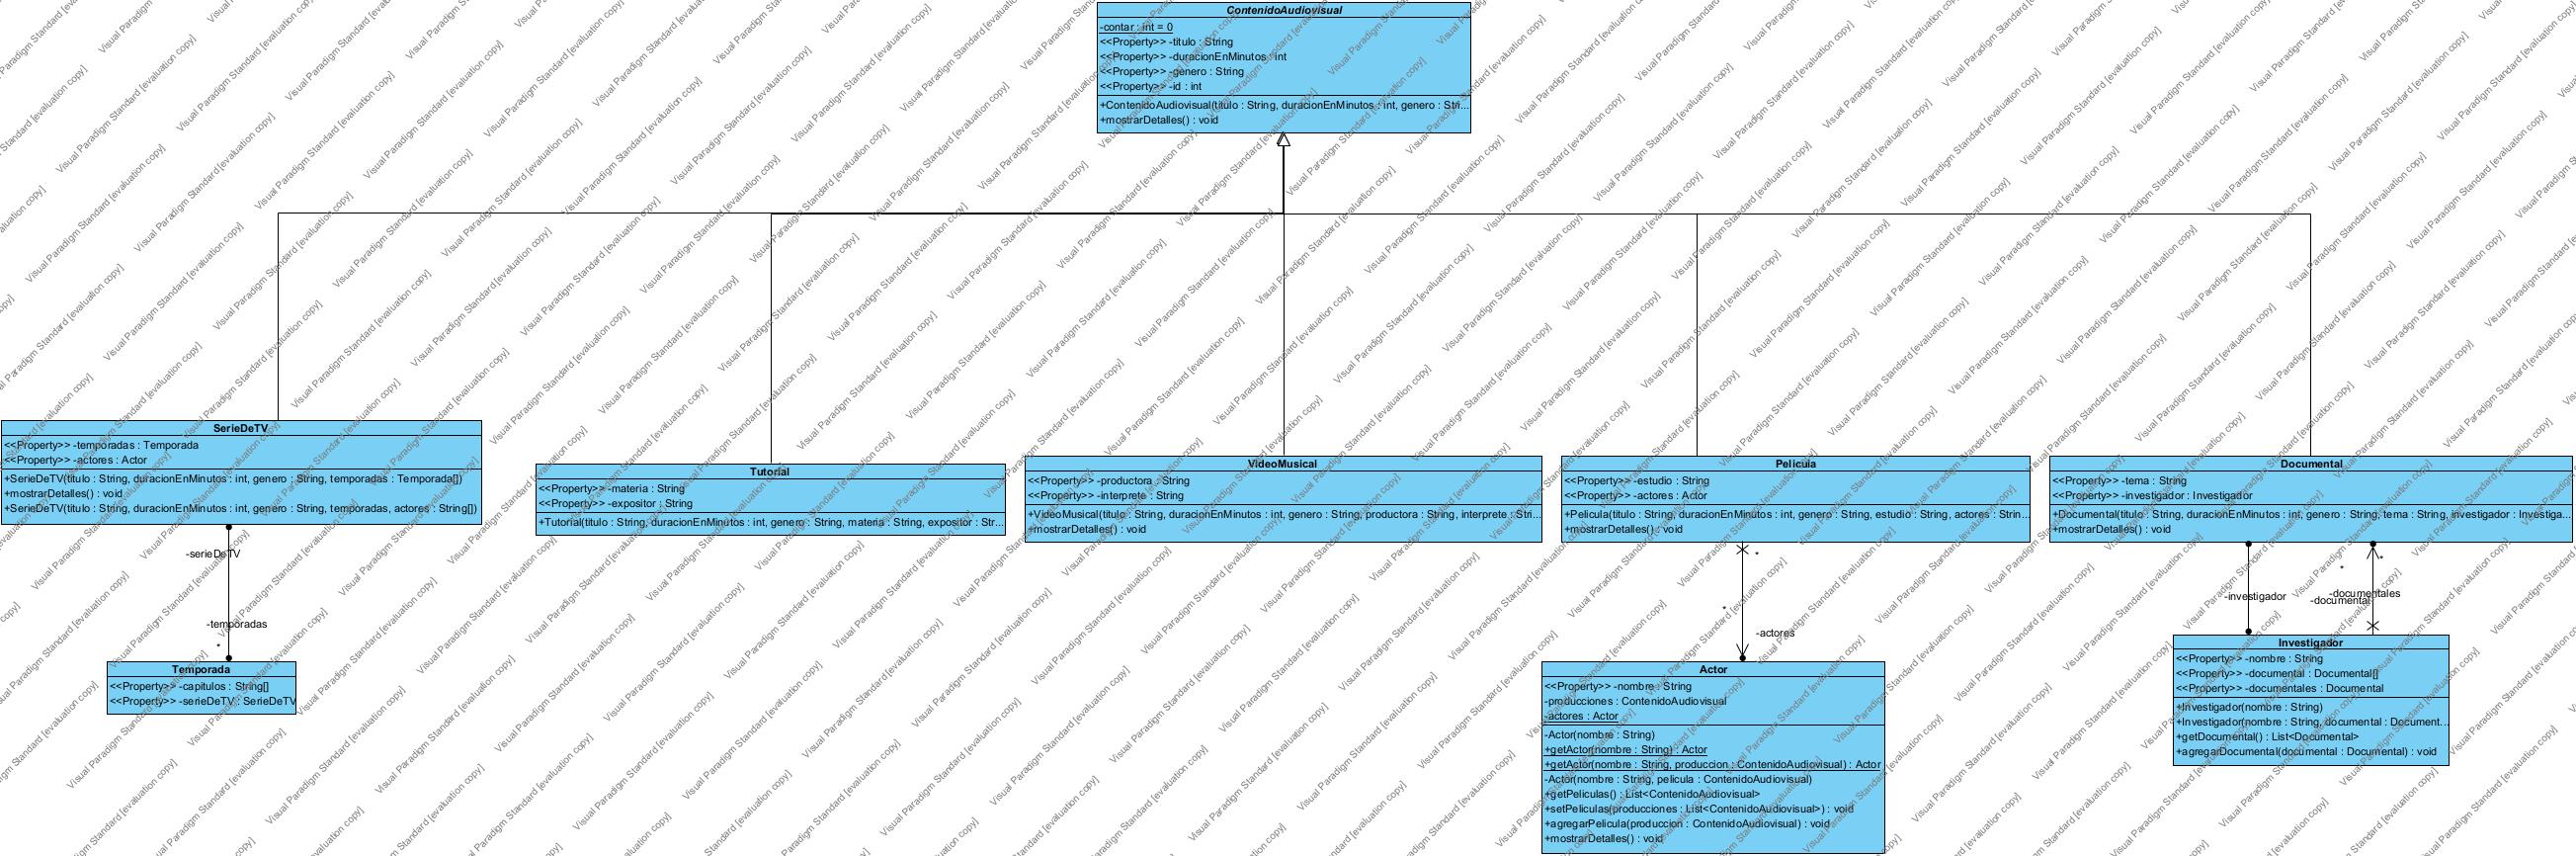 ContenidoAudiovisual
-contar : int = 0
<<Property>> -titulo : String
<<Property>> -duracionEnMinutos : int
<<Property>> -genero : String
<<Property>> -id : int
+ContenidoAudiovisual(titulo : String, duracionEnMinutos : int, genero : Stri...
+mostrarDetalles() : void
SerieDeTV
<<Property>> -temporadas : Temporada
<<Property>> -actores : Actor
+SerieDeTV(titulo : String, duracionEnMinutos : int, genero : String, temporadas : Temporada[])
+mostrarDetalles() : void
+SerieDeTV(titulo : String, duracionEnMinutos : int, genero : String, temporadas, actores : String[])
Tutorial
<<Property>> -materia : String
<<Property>> -expositor : String
+Tutorial(titulo : String, duracionEnMinutos : int, genero : String, materia : String, expositor : Str...
VideoMusical
<<Property>> -productora : String
<<Property>> -interprete : String
+VideoMusical(titulo : String, duracionEnMinutos : int, genero : String, productora : String, interprete : Stri...
+mostrarDetalles() : void
Pelicula
<<Property>> -estudio : String
<<Property>> -actores : Actor
+Pelicula(titulo : String, duracionEnMinutos : int, genero : String, estudio : String, actores : Strin...
+mostrarDetalles() : void
Documental
<<Property>> -tema : String
<<Property>> -investigador : Investigador
+Documental(titulo : String, duracionEnMinutos : int, genero : String, tema : String, investigador : Investiga...
+mostrarDetalles() : void
-serieDeTV
-temporadas
*
Temporada
<<Property>> -capitulos : String[]
<<Property>> -serieDeTV : SerieDeTV
*
*
-actores
Actor
<<Property>> -nombre : String
-producciones : ContenidoAudiovisual
-actores : Actor
-Actor(nombre : String)
+getActor(nombre : String) : Actor
+getActor(nombre : String, produccion : ContenidoAudiovisual) : Actor
-Actor(nombre : String, pelicula : ContenidoAudiovisual)
+getPeliculas() : List<ContenidoAudiovisual>
+setPeliculas(producciones : List<ContenidoAudiovisual>) : void
+agregarPelicula(produccion : ContenidoAudiovisual) : void
+mostrarDetalles() : void
*
*
-investigador
-documentales
-documental
Investigador
<<Property>> -nombre : String
<<Property>> -documental : Documental[]
<<Property>> -documentales : Documental
+Investigador(nombre : String)
+Investigador(nombre : String, documental : Document...
+getDocumental() : List<Documental>
+agregarDocumental(documental : Documental) : void
Visual Paradigm Standard [evaluation copy]